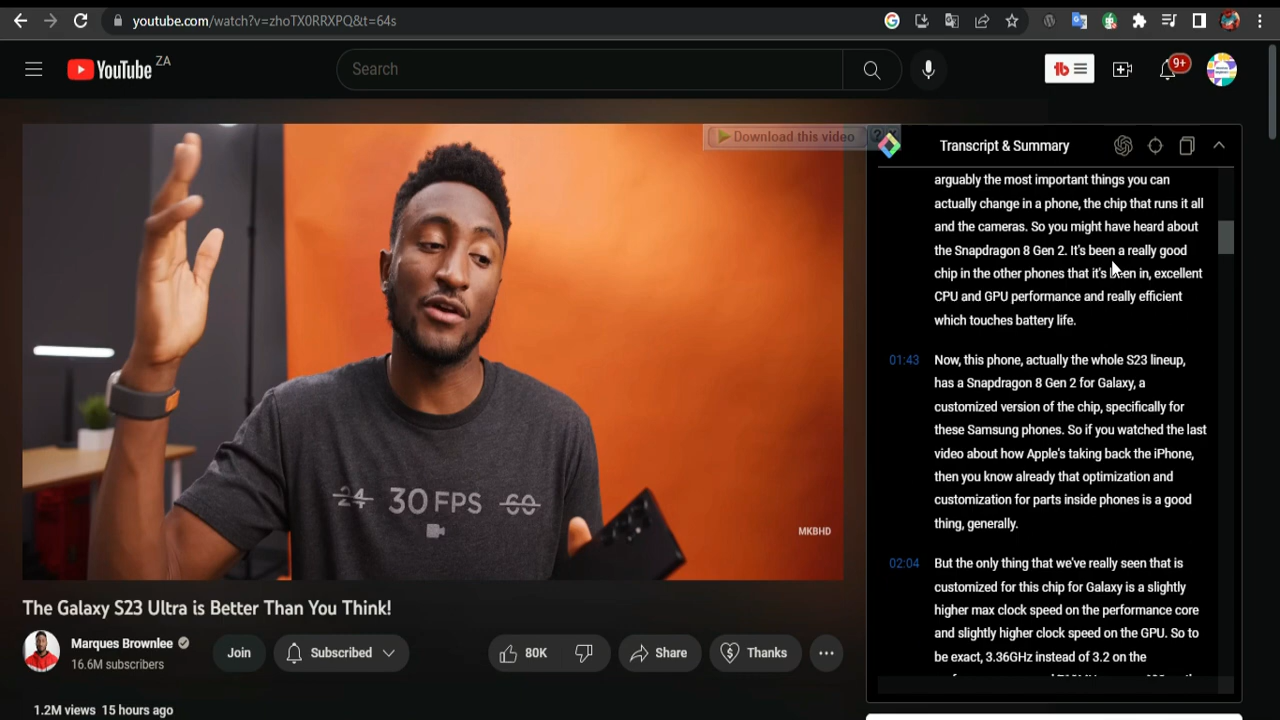 youtube.com/watch?v=zhoTX0RRXPQ&t=64s
YouTube ZA
Search
9+
Download this video
?
Transcript & Summary
arguably the most important things you can
actually change in a phone, the chip that runs it all
and the cameras. So you might have heard about
the Snapdragon 8 Gen 2. It's been a really good
chip in the other phones that it's been in, excellent
CPU and GPU performance and really efficient
which touches battery life.
01:43 Now, this phone, actually the whole S23 lineup,
has a Snapdragon 8 Gen 2 for Galaxy, a
customized version of the chip, specifically for
these Samsung phones. So if you watched the last
video about how Apple's taking back the iPhone,
then you know already that optimization and
customization for parts inside phones is a good
thing, generally.
02:04 But the only thing that we've really seen that is
customized for this chip for Galaxy is a slightly
higher max clock speed on the performance core
and slightly higher clock speed on the GPU. So to
be exact, 3.36GHz instead of 3.2 on the
24 30 FPS 60
MKBHD
The Galaxy S23 Ultra is Better Than You Think!
Marques Brownlee
16.6M subscribers
Join
Subscribed
80K
Share
Thanks
1.2M views 15 hours ago